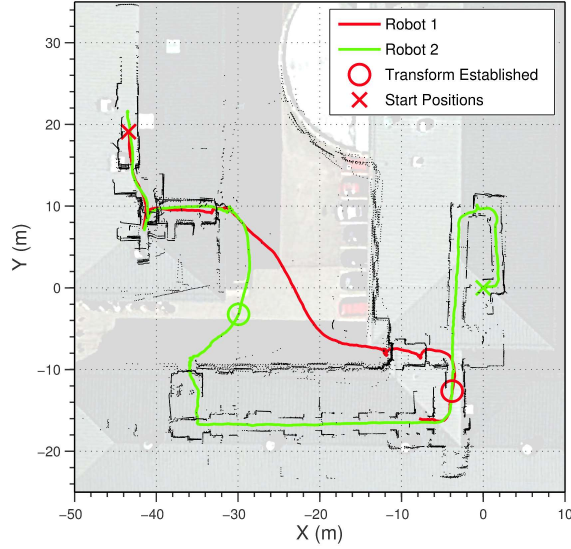 Robot 1
Robot 2
Transform Established
Start Positions
30
20
10
0
−10
−20
Y (m)
−50
−40
−30
−20
−10
0
10
X (m)